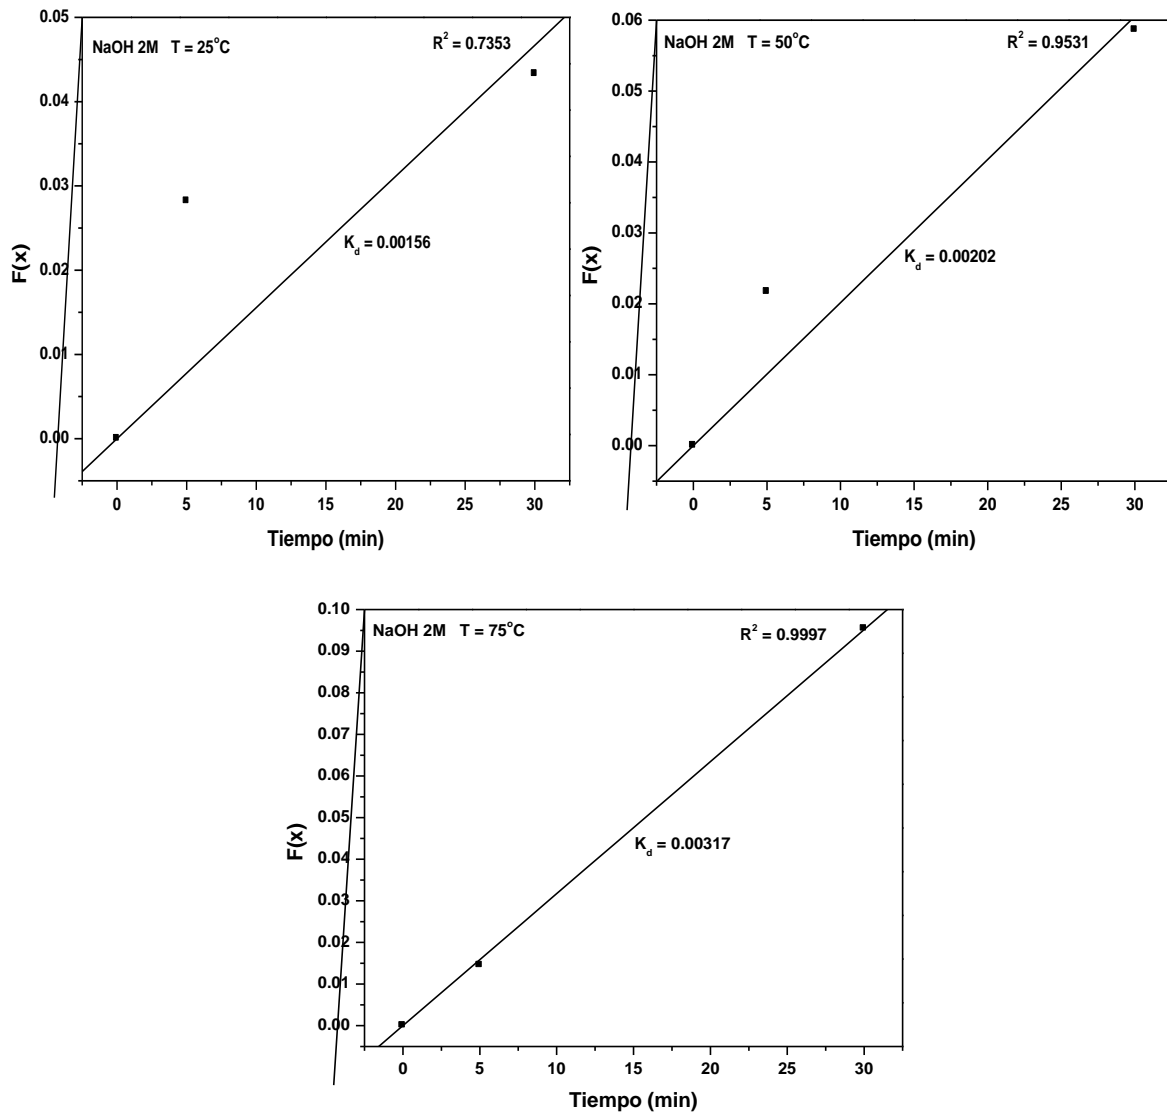 NaOH 2M   T = 25°C
R² = 0.7353
K_d = 0.00156
0.05
0.04
0.03
0.02
0.01
0.00
F(x)
0 5 10 15 20 25 30
Tiempo (min)
NaOH 2M   T = 50°C
R² = 0.9531
K_d = 0.00202
0.06
0.05
0.04
0.03
0.02
0.01
0.00
F(x)
0 5 10 15 20 25 30
Tiempo (min)
NaOH 2M   T = 75°C
R² = 0.9997
K_d = 0.00317
0.10
0.09
0.08
0.07
0.06
0.05
0.04
0.03
0.02
0.01
0.00
F(x)
0 5 10 15 20 25 30
Tiempo (min)